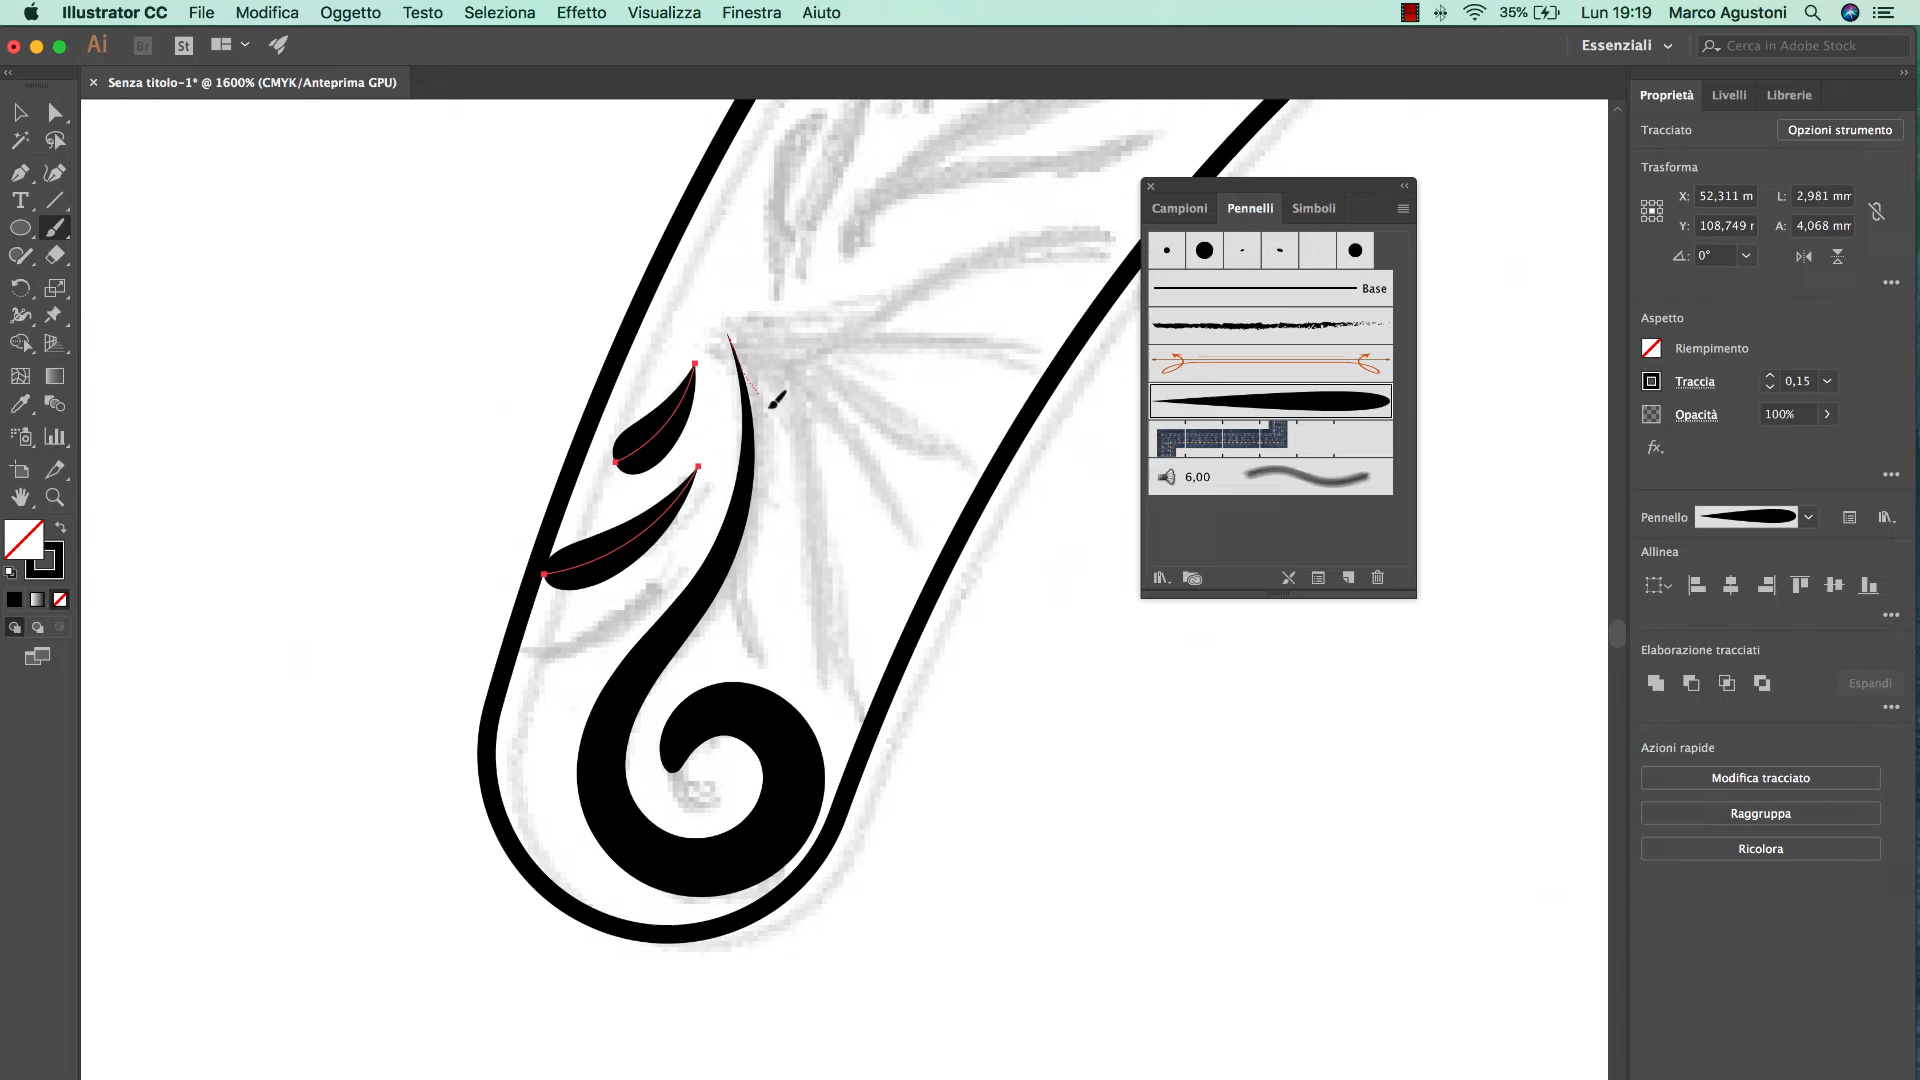 Illustrator CC File Modifica Oggetto Testo Seleziona Effetto Visualizza Finestra Aiuto
35% Lun 19:19 Marco Agustoni
Ai Br St Essenziali Cerca in Adobe Stock
Senza titolo-1* @ 1600% (CMYK/Anteprima GPU)
Proprietà Livelli Librerie
Tracciato Opzioni strumento
Trasforma
X: 52,311 m L: 2,981 mm
Y: 108,749 r A: 4,068 mm
0°
Aspetto
Riempimento
Traccia 0,15
Opacità 100%
fx.
Pennello
Allinea
Elaborazione tracciati
Espandi
Azioni rapide
Modifica tracciato
Raggruppa
Ricolora
Campioni Pennelli Simboli
Base
6,00